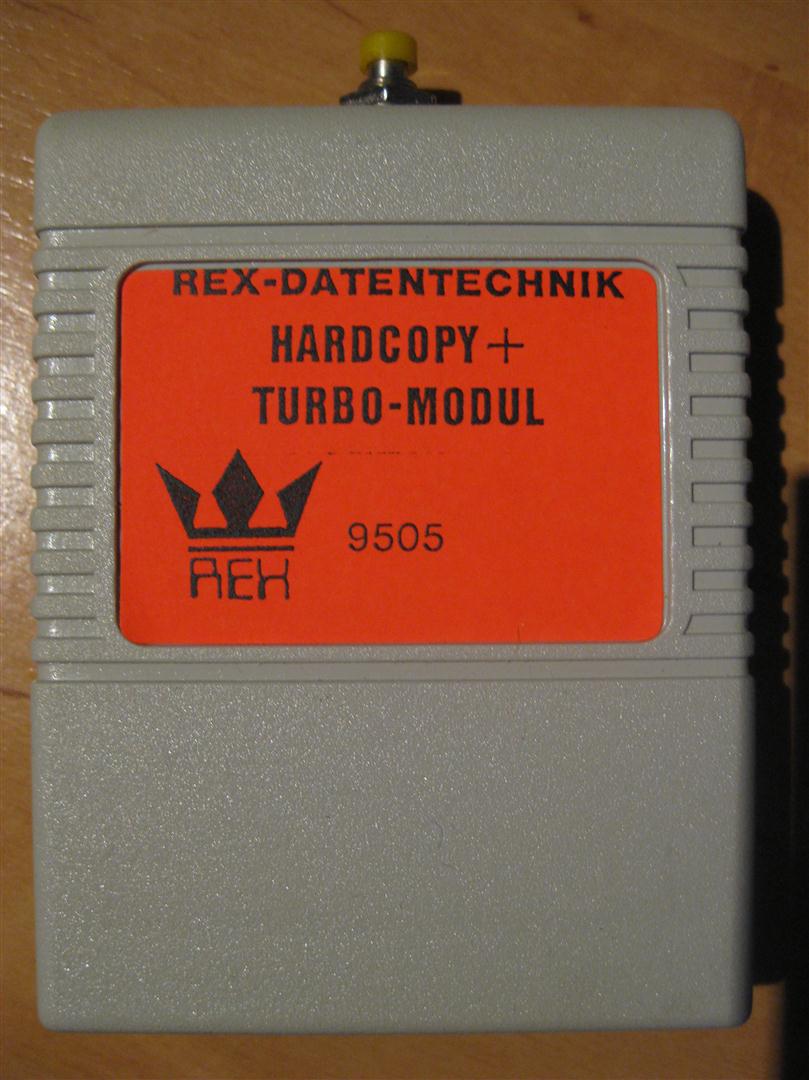 REX-DATENTECHNIK
HARDCOPY+
TURBO-MODUL
9505
REX